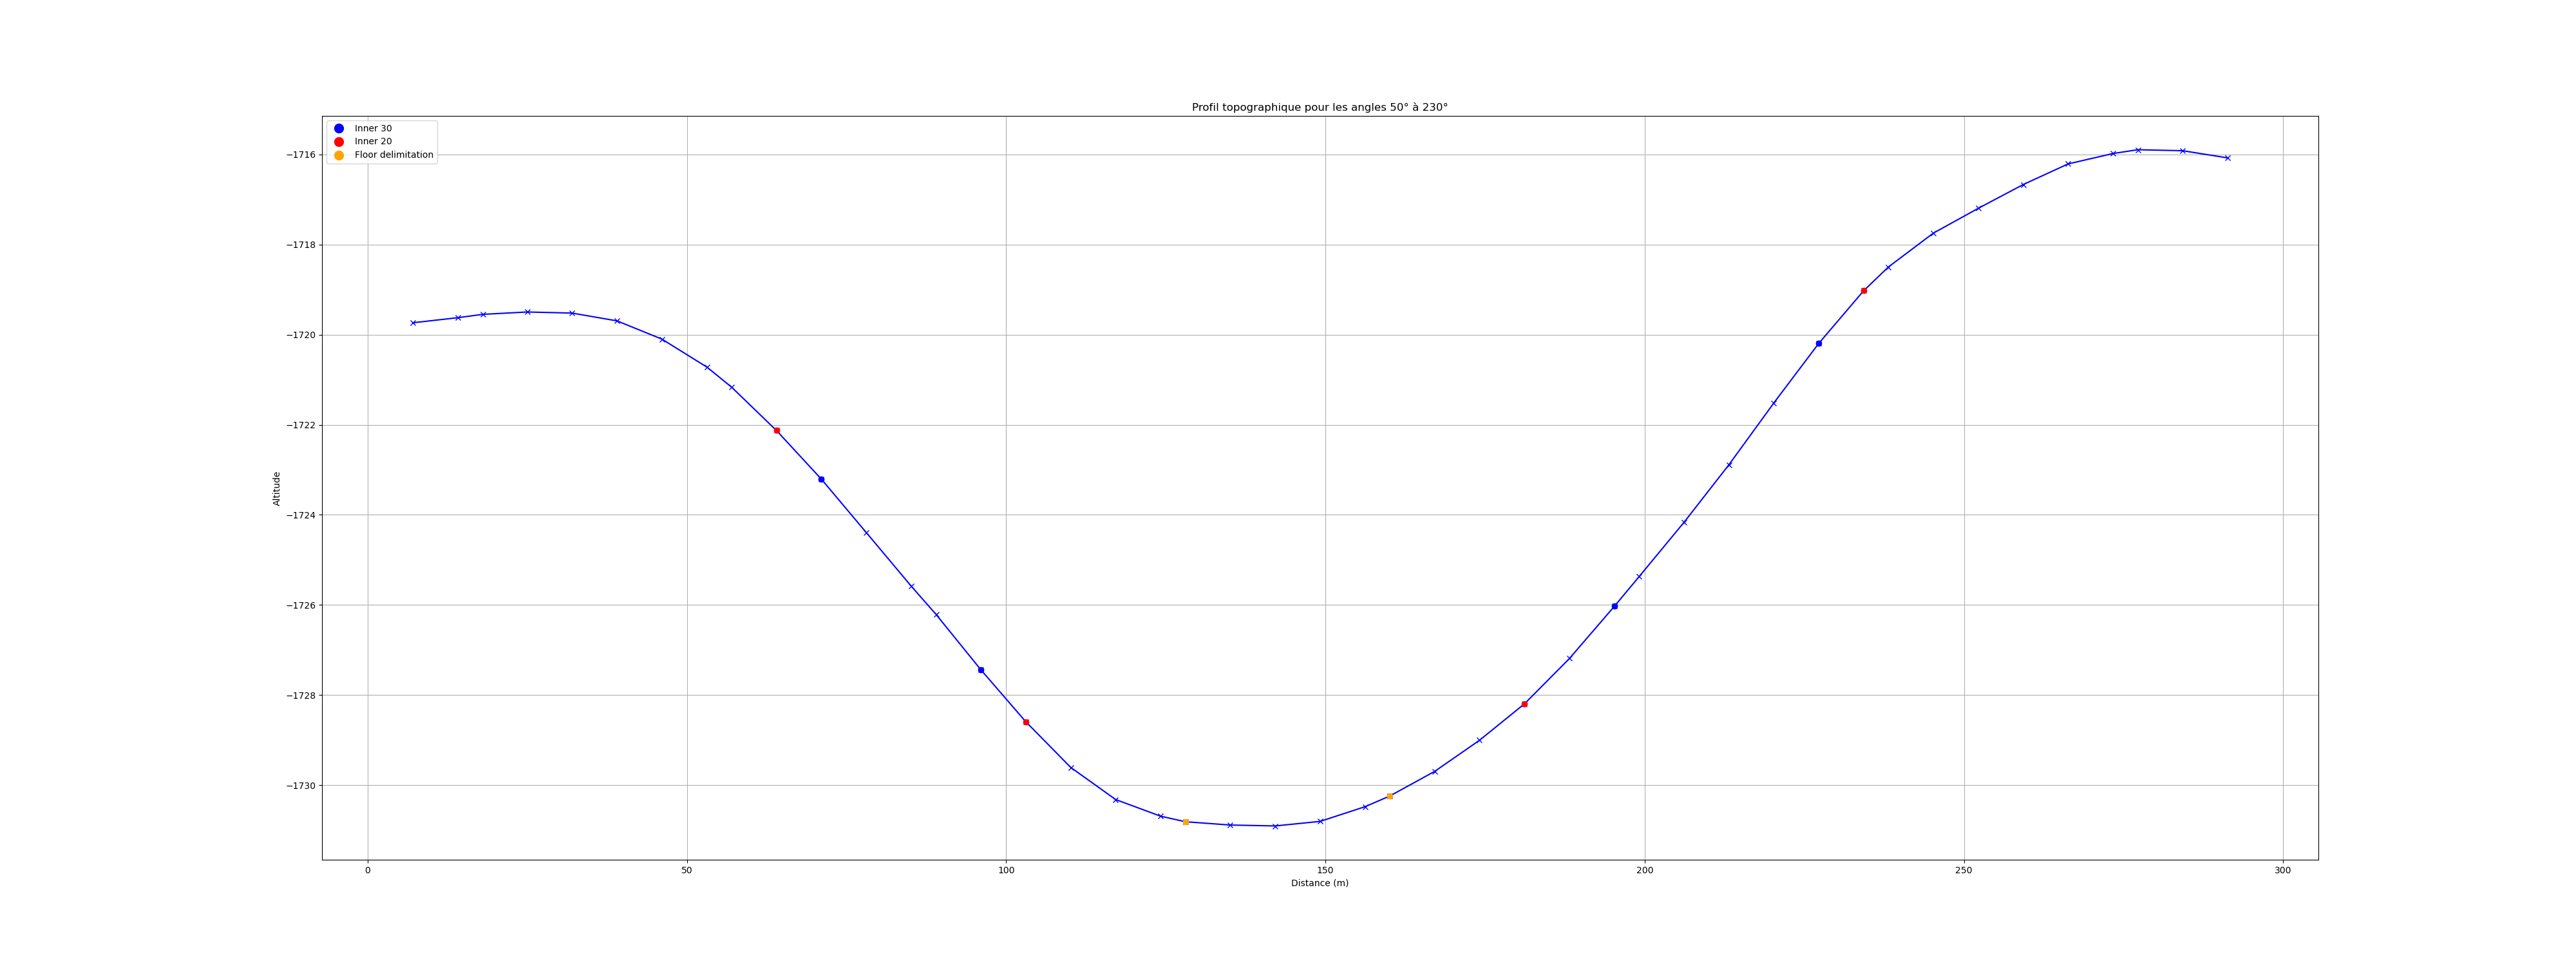 Profil topographique pour les angles 50° à 230°
Inner 30
Inner 20
Floor delimitation
−1716
−1718
−1720
−1722
−1724
−1726
−1728
−1730
Altitude
0 50 100 150 200 250 300
Distance (m)